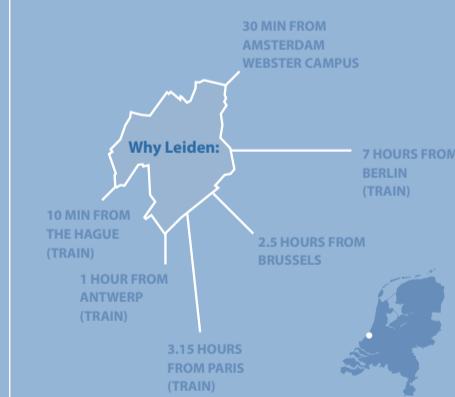 30 MIN FROM
AMSTERDAM
WEBSTER CAMPUS
Why Leiden:
7 HOURS FROM
BERLIN
(TRAIN)
10 MIN FROM
THE HAGUE
(TRAIN)
2.5 HOURS FROM
BRUSSELS
1 HOUR FROM
ANTWERP
(TRAIN)
3.15 HOURS
FROM PARIS
(TRAIN)